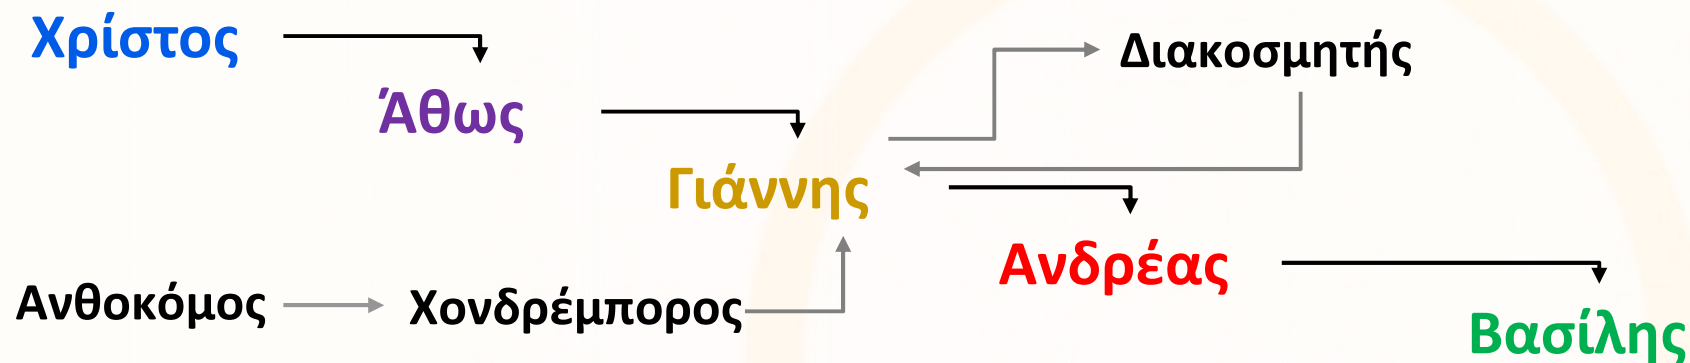 Χρίστος
Διακοσμητής
Άθως
Γιάννης
Ανδρέας
Ανθοκόμος
Χονδρέμπορος
Βασίλης